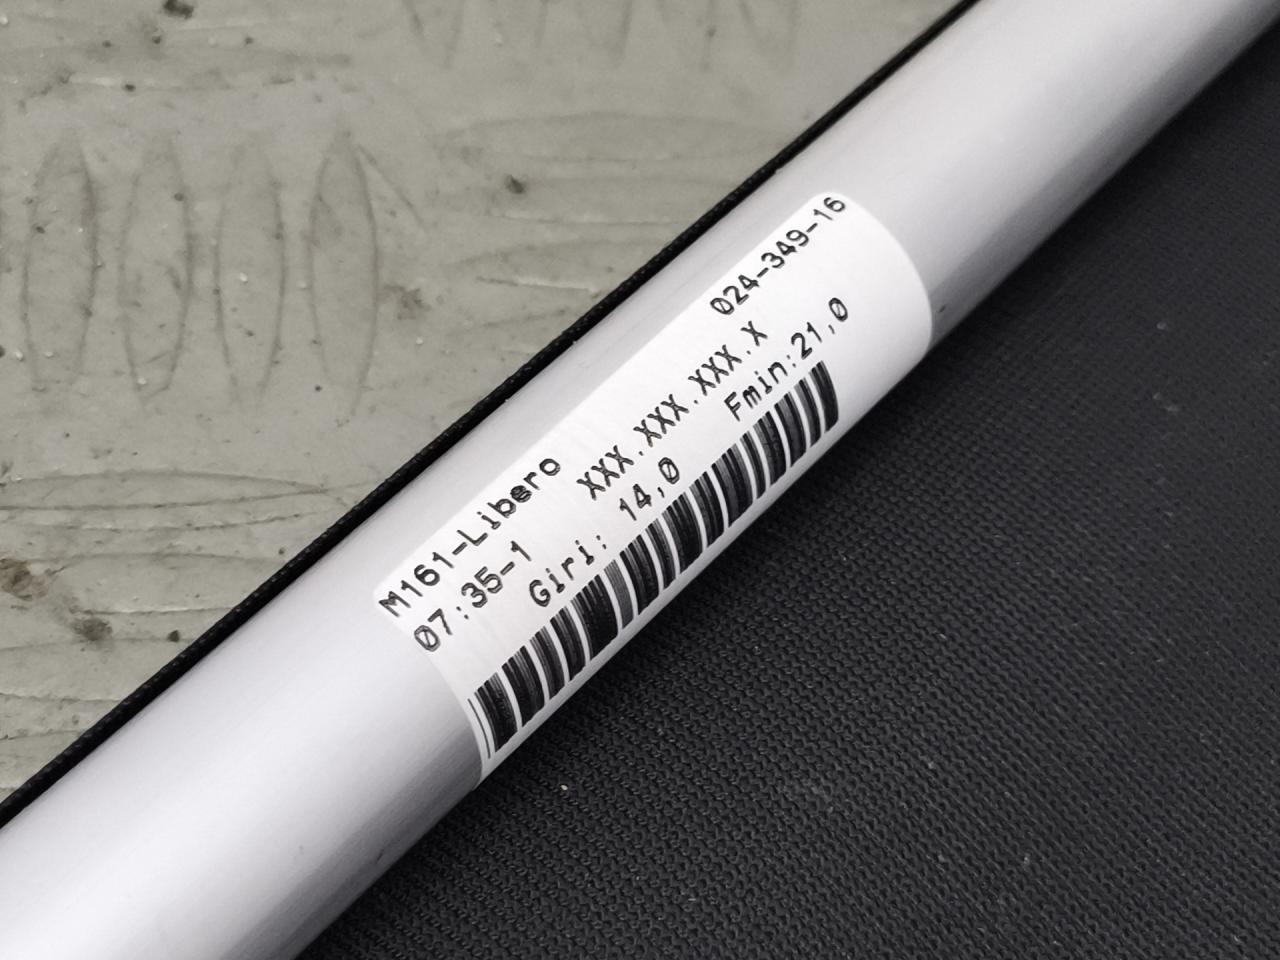 M161-Libero 024-349-16
07:35-1 XXX.XXX.XXX.X
Giri: 14,0 Fmin:21,0